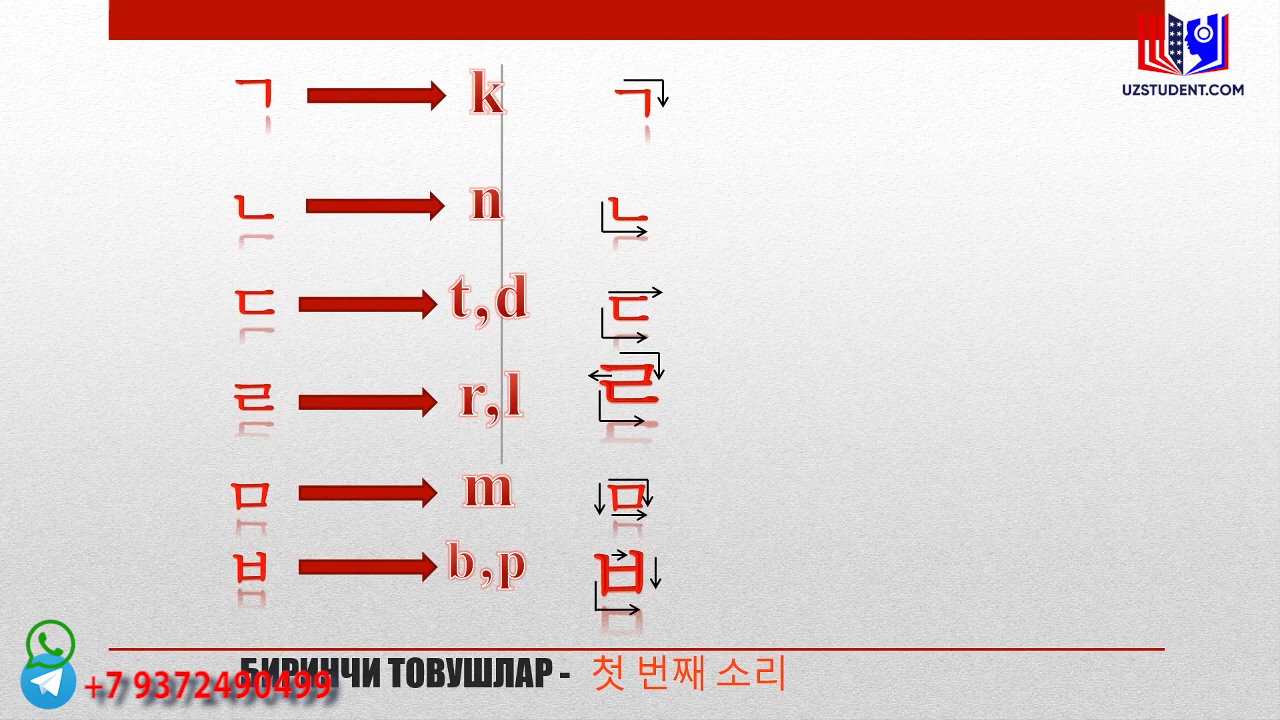 UZSTUDENT.COM
ㄱ k ㄱ
ㄴ n ㄴ
ㄷ t,d ㄷ
ㄹ r,l ㄹ
ㅁ m ㅁ
ㅂ b,p ㅂ
БИРИНЧИ ТОВУШЛАР - 첫 번째 소리
+7 9372490499